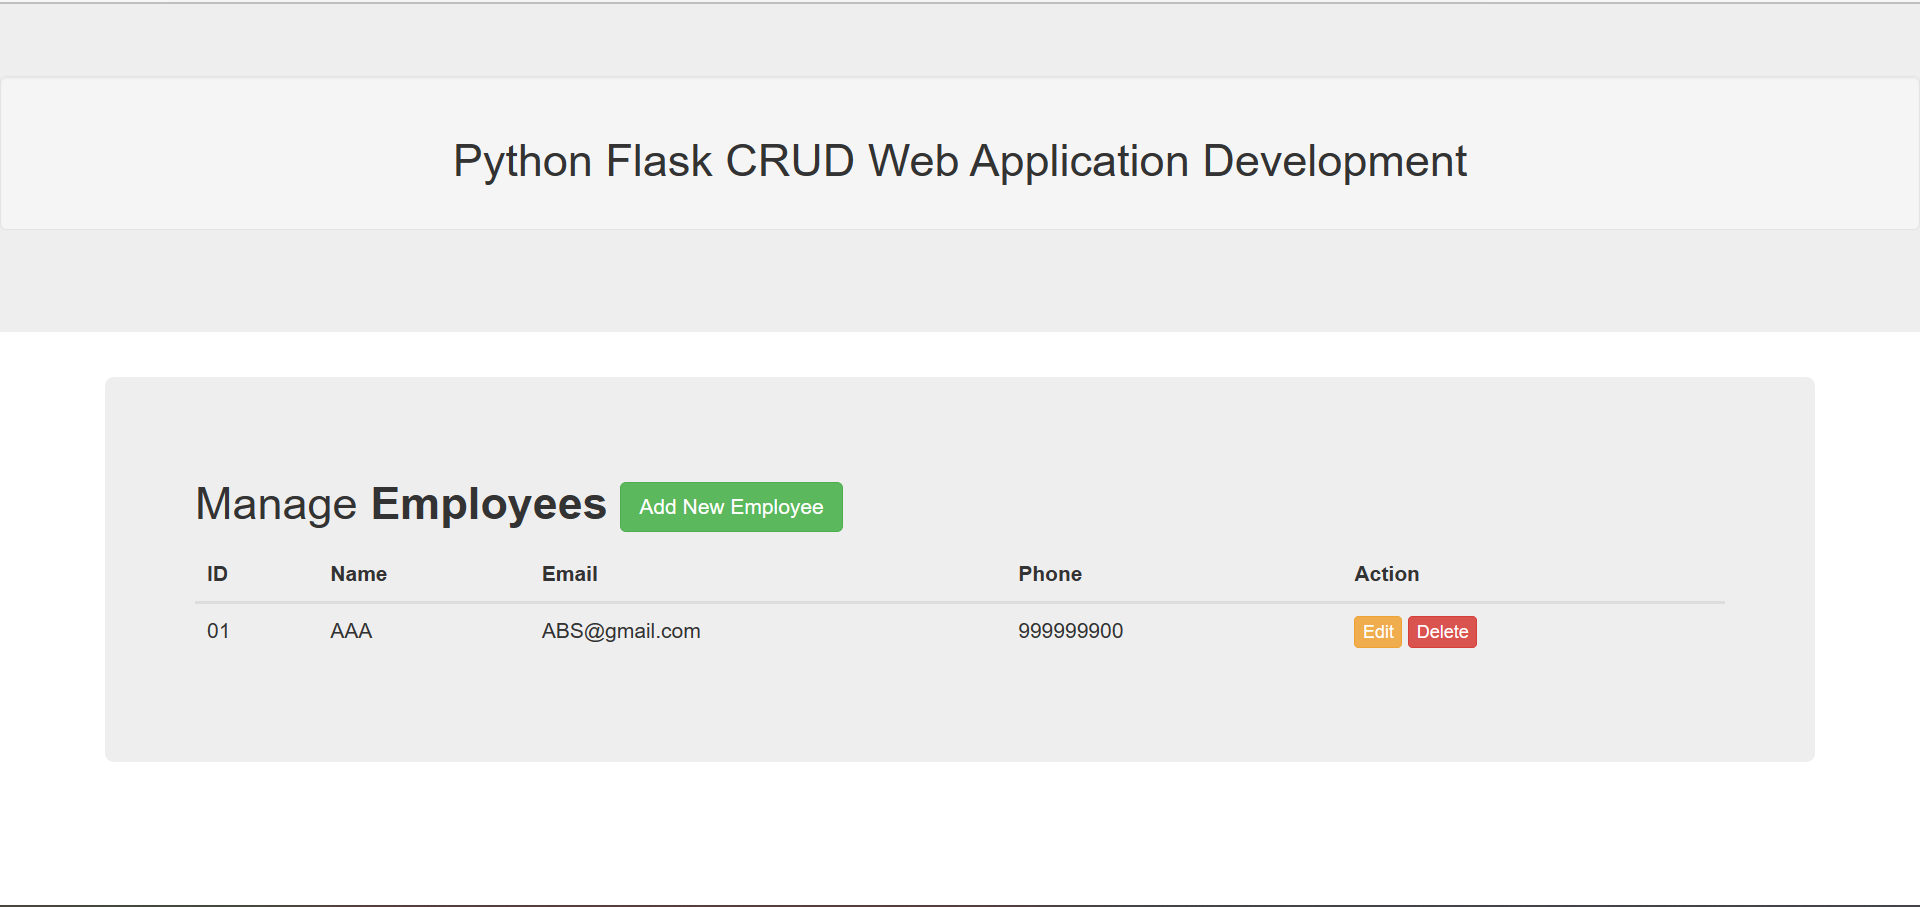 Python Flask CRUD Web Application Development
Manage Employees Add New Employee
ID Name Email Phone Action
01 AAA ABS@gmail.com 999999900 Edit Delete